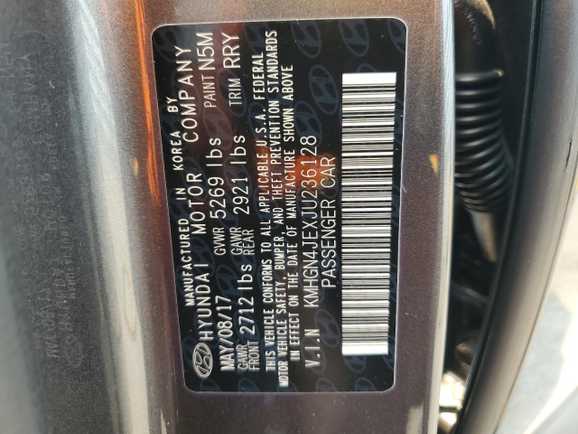 MANUFACTURED IN KOREA BY
HYUNDAI MOTOR COMPANY
MAY/08/17 GVWR 5269 lbs PAINT N5M
GAWR FRONT 2712 lbs GAWR REAR 2921 lbs TRIM RRY
THIS VEHICLE CONFORMS TO ALL APPLICABLE U.S.A. FEDERAL
MOTOR VEHICLE SAFETY, BUMPER, AND THEFT PREVENTION STANDARDS
IN EFFECT ON THE DATE OF MANUFACTURE SHOWN ABOVE
V.I.N KMHGN4JEXJU236128
PASSENGER CAR